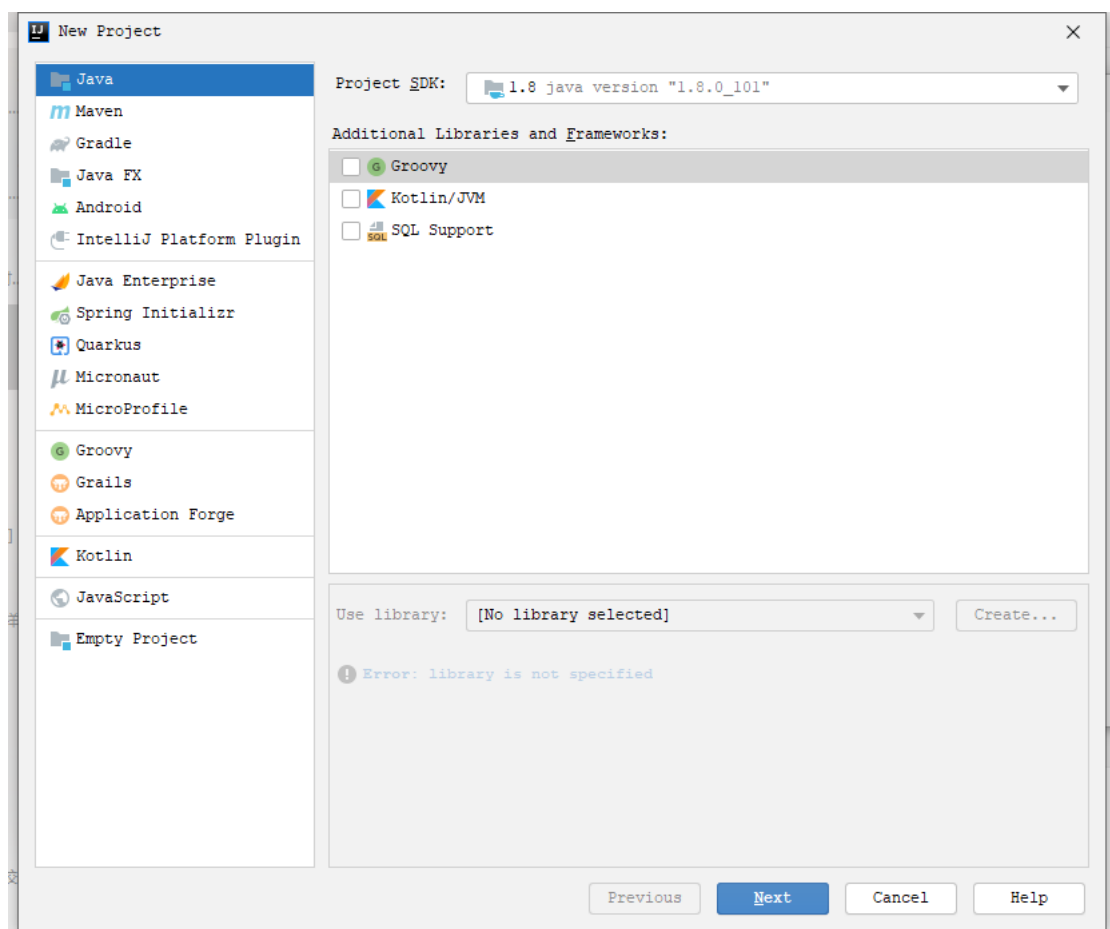 New Project
Java
Maven
Gradle
Java FX
Android
IntelliJ Platform Plugin
Java Enterprise
Spring Initializr
Quarkus
Micronaut
MicroProfile
Groovy
Grails
Application Forge
Kotlin
JavaScript
Empty Project
Project SDK: 1.8 java version "1.8.0_101"
Additional Libraries and Frameworks:
Groovy
Kotlin/JVM
SQL Support
Use library: [No library selected] Create...
Error: library is not specified
Previous Next Cancel Help